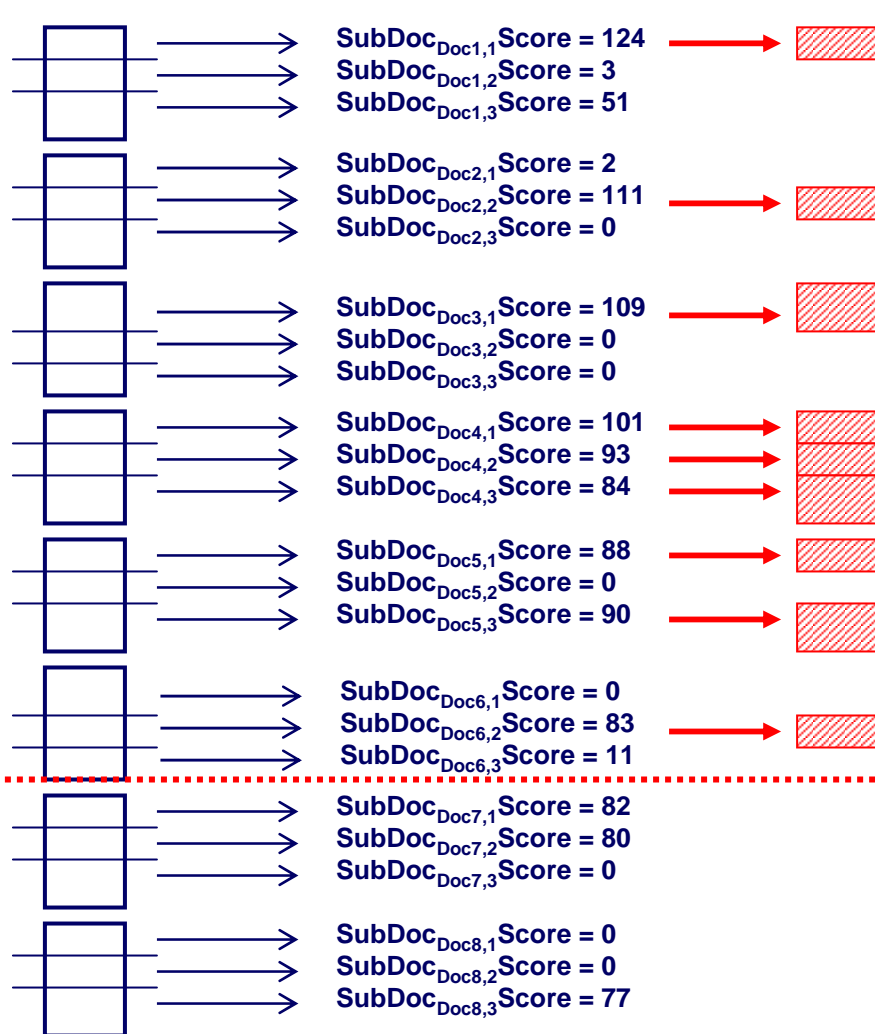 SubDocDoc1,1Score = 124
SubDocDoc1,2Score = 3
SubDocDoc1,3Score = 51
SubDocDoc2,1Score = 2
SubDocDoc2,2Score = 111
SubDocDoc2,3Score = 0
SubDocDoc3,1Score = 109
SubDocDoc3,2Score = 0
SubDocDoc3,3Score = 0
SubDocDoc4,1Score = 101
SubDocDoc4,2Score = 93
SubDocDoc4,3Score = 84
SubDocDoc5,1Score = 88
SubDocDoc5,2Score = 0
SubDocDoc5,3Score = 90
SubDocDoc6,1Score = 0
SubDocDoc6,2Score = 83
SubDocDoc6,3Score = 11
SubDocDoc7,1Score = 82
SubDocDoc7,2Score = 80
SubDocDoc7,3Score = 0
SubDocDoc8,1Score = 0
SubDocDoc8,2Score = 0
SubDocDoc8,3Score = 77